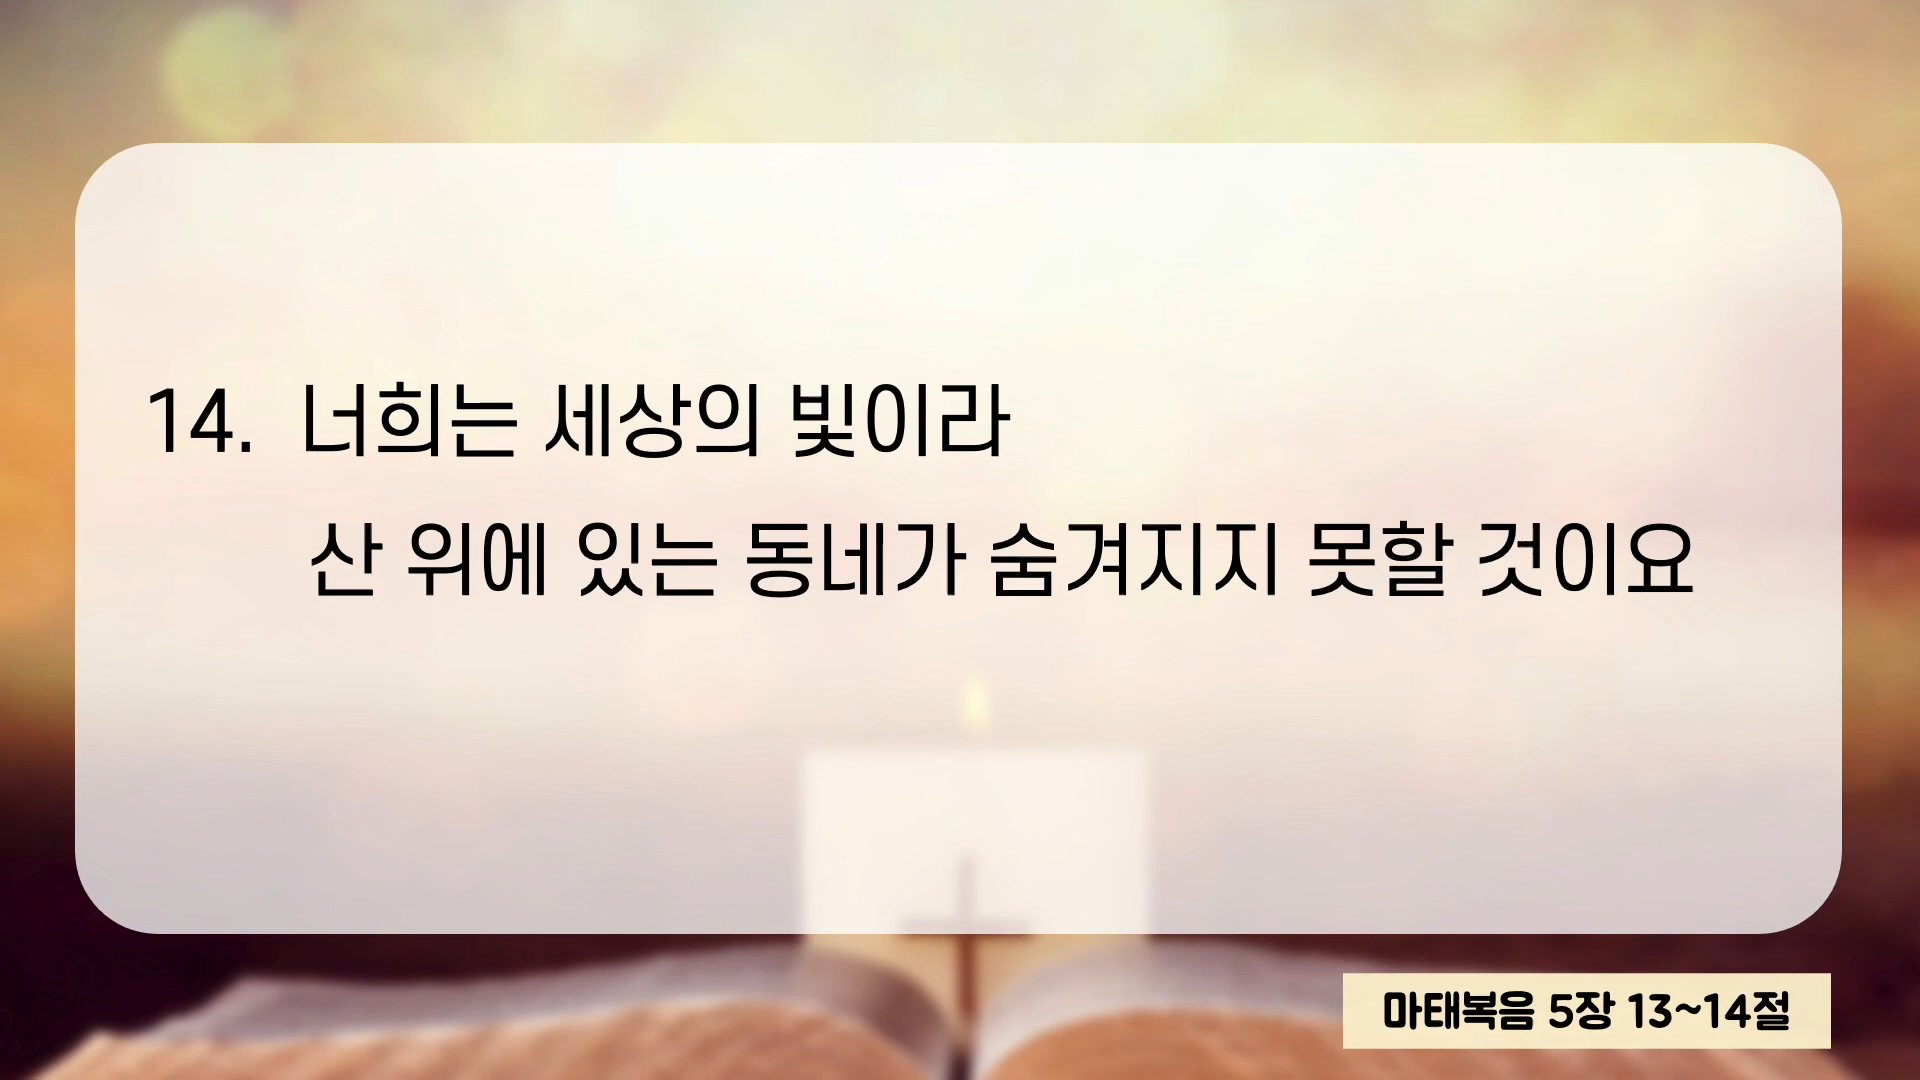 14. 너희는 세상의 빛이라
산 위에 있는 동네가 숨겨지지 못할 것이요
마태복음 5장 13~14절